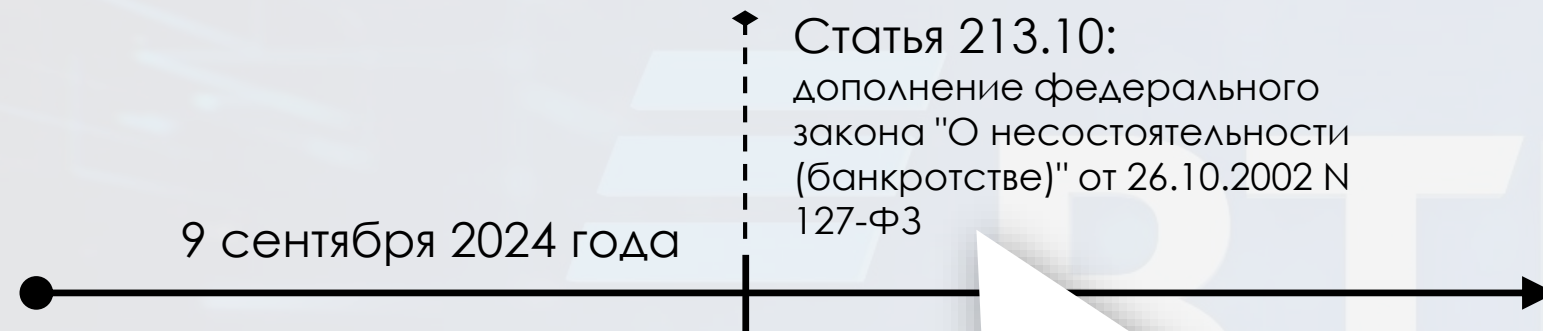 Статья 213.10:
дополнение федерального
закона "О несостоятельности
(банкротстве)" от 26.10.2002 N
127-ФЗ
9 сентября 2024 года